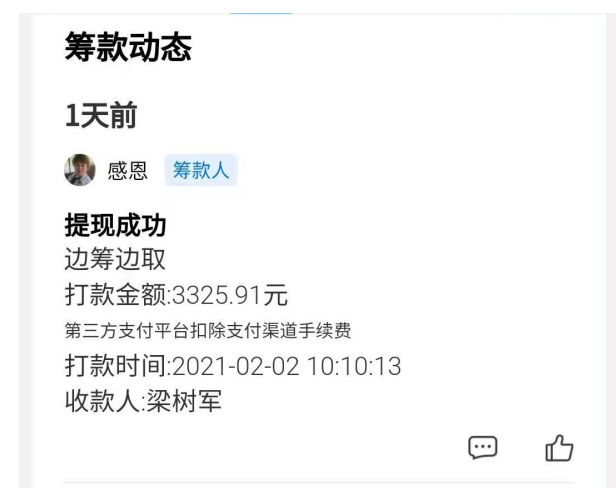 筹款动态
1天前
感恩 筹款人
提现成功
边筹边取
打款金额:3325.91元
第三方支付平台扣除支付渠道手续费
打款时间:2021-02-02 10:10:13
收款人:梁树军